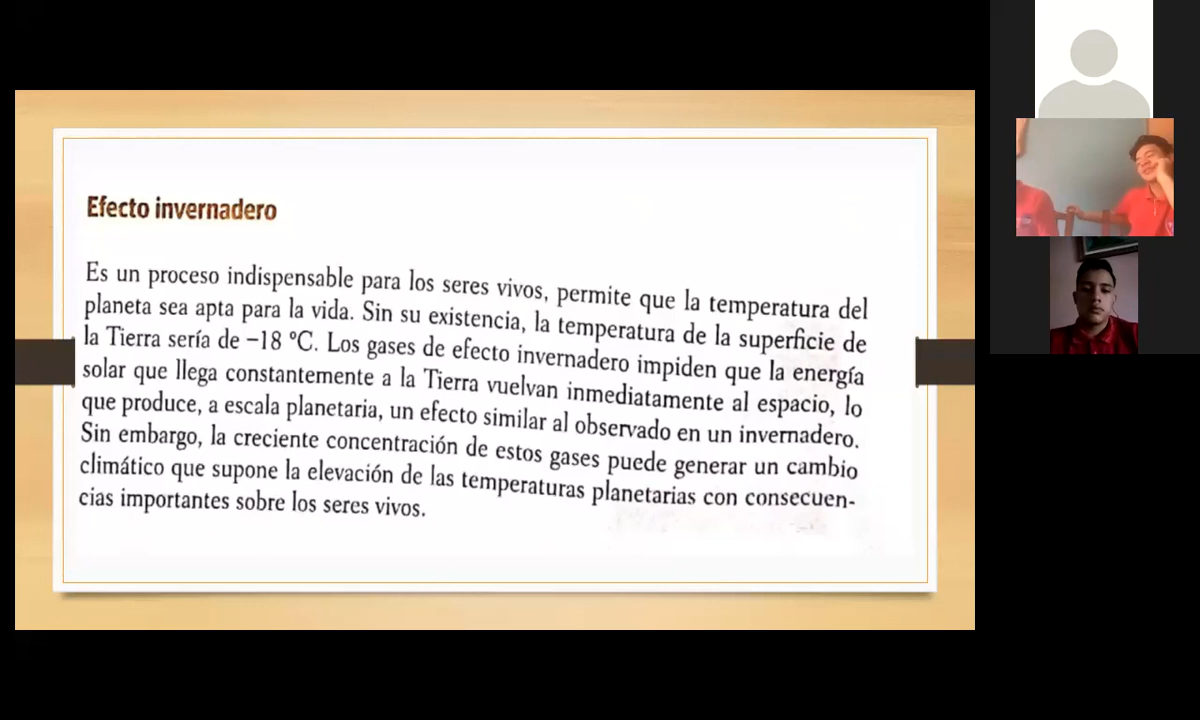 Efecto invernadero
Es un proceso indispensable para los seres vivos, permite que la temperatura del
planeta sea apta para la vida. Sin su existencia, la temperatura de la superficie de
la Tierra sería de −18 ºC. Los gases de efecto invernadero impiden que la energía
solar que llega constantemente a la Tierra vuelvan inmediatamente al espacio, lo
que produce, a escala planetaria, un efecto similar al observado en un invernadero.
Sin embargo, la creciente concentración de estos gases puede generar un cambio
climático que supone la elevación de las temperaturas planetarias con consecuen-
cias importantes sobre los seres vivos.